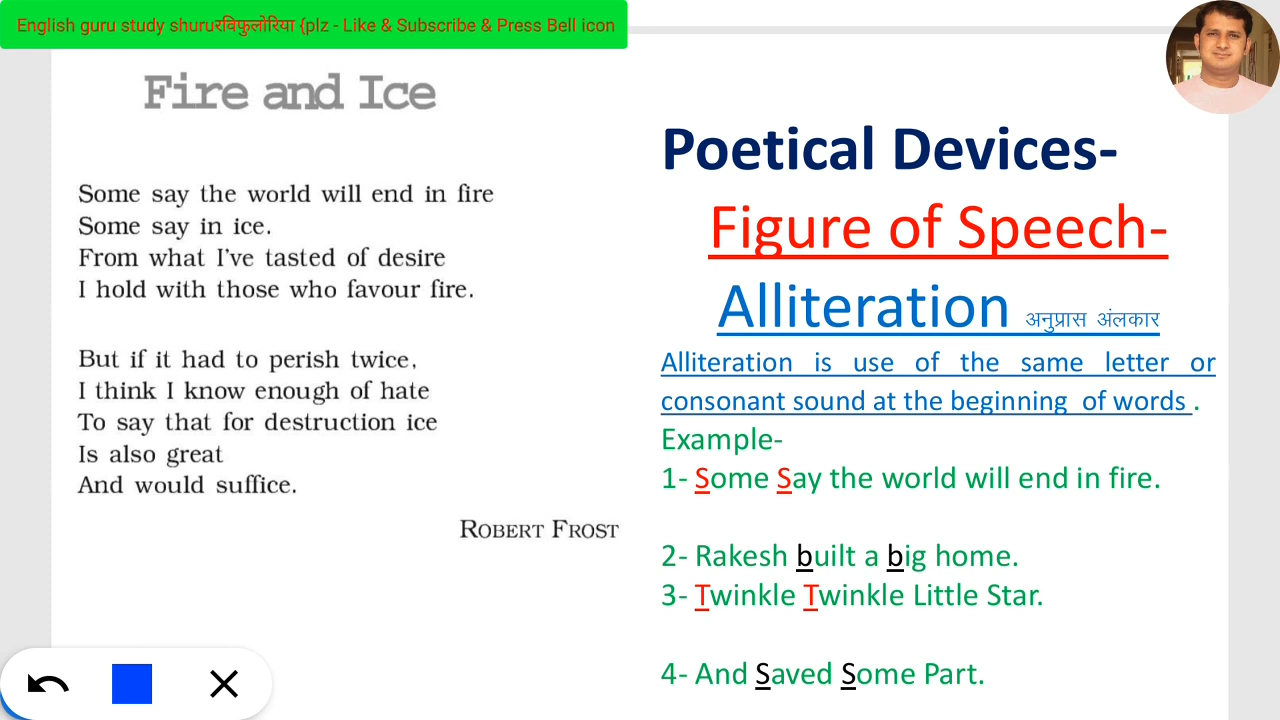 English guru study shuruरविफुलोरिया {plz - Like & Subscribe & Press Bell icon
Fire and Ice
Some say the world will end in fire
Some say in ice.
From what I've tasted of desire
I hold with those who favour fire.
But if it had to perish twice,
I think I know enough of hate
To say that for destruction ice
Is also great
And would suffice.
ROBERT FROST
Poetical Devices-
Figure of Speech-
Alliteration अनुप्रास अंलकार
Alliteration is use of the same letter or
consonant sound at the beginning of words .
Example-
1- Some Say the world will end in fire.
2- Rakesh built a big home.
3- Twinkle Twinkle Little Star.
4- And Saved Some Part.